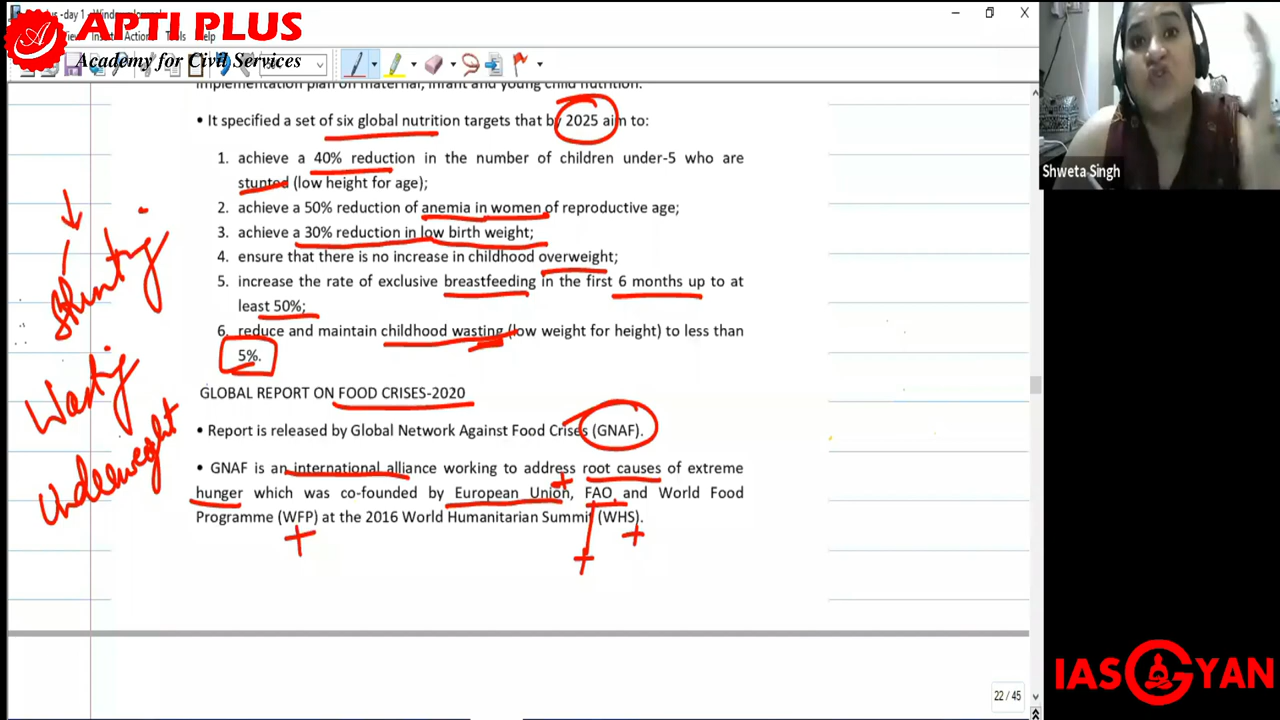 -day 1 - Window
APTI PLUS
Academy for Civil Services
Actions Tools Help
implementation plan on maternal, infant and young child nutrition.
• It specified a set of six global nutrition targets that by 2025 aim to:
1. achieve a 40% reduction in the number of children under-5 who are
stunted (low height for age);
2. achieve a 50% reduction of anemia in women of reproductive age;
3. achieve a 30% reduction in low birth weight;
4. ensure that there is no increase in childhood overweight;
5. increase the rate of exclusive breastfeeding in the first 6 months up to at
least 50%;
6. reduce and maintain childhood wasting (low weight for height) to less than
5%.
GLOBAL REPORT ON FOOD CRISES-2020
• Report is released by Global Network Against Food Crises (GNAF).
• GNAF is an international alliance working to address root causes of extreme
hunger which was co-founded by European Union, FAO, and World Food
Programme (WFP) at the 2016 World Humanitarian Summit (WHS).
Stunting
Wasting
Underweight
Shweta Singh
IASGYAN
22 / 45